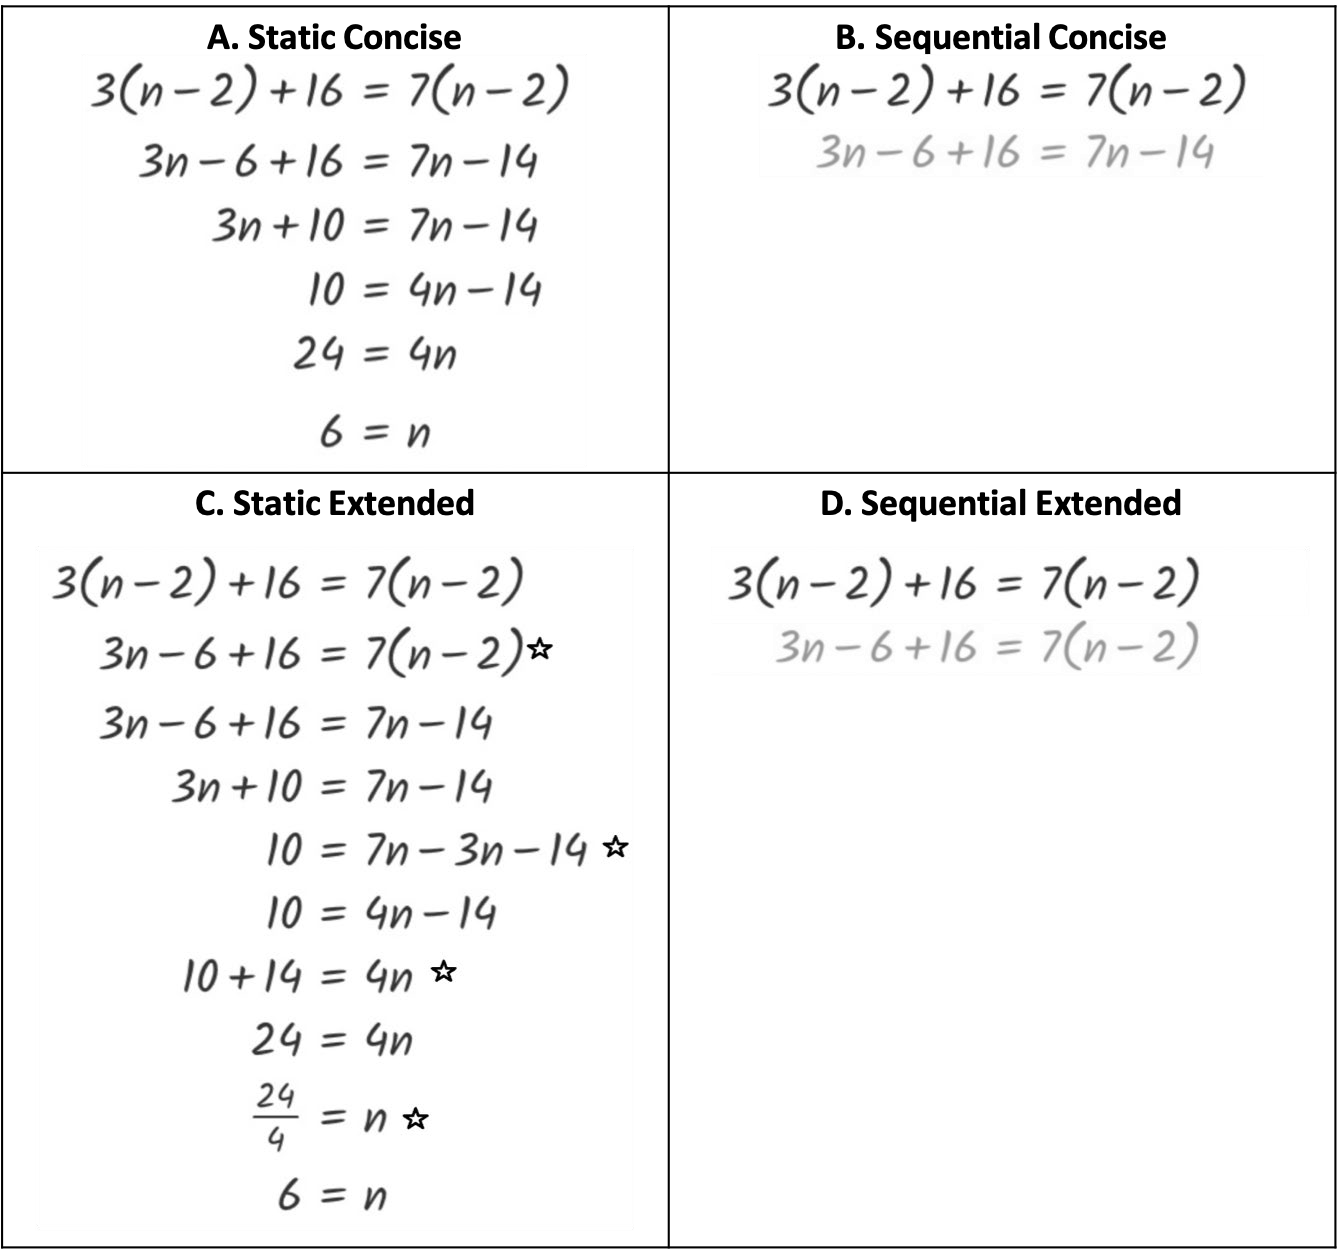 A. Static Concise
3(n − 2) + 16 = 7(n − 2)
3n − 6 + 16 = 7n − 14
3n + 10 = 7n − 14
10 = 4n − 14
24 = 4n
6 = n
B. Sequential Concise
3(n − 2) + 16 = 7(n − 2)
3n − 6 + 16 = 7n − 14
C. Static Extended
3(n − 2) + 16 = 7(n − 2)
3n − 6 + 16 = 7(n − 2) ☆
3n − 6 + 16 = 7n − 14
3n + 10 = 7n − 14
10 = 7n − 3n − 14 ☆
10 = 4n − 14
10 + 14 = 4n ☆
24 = 4n
24/4 = n ☆
6 = n
D. Sequential Extended
3(n − 2) + 16 = 7(n − 2)
3n − 6 + 16 = 7(n − 2)